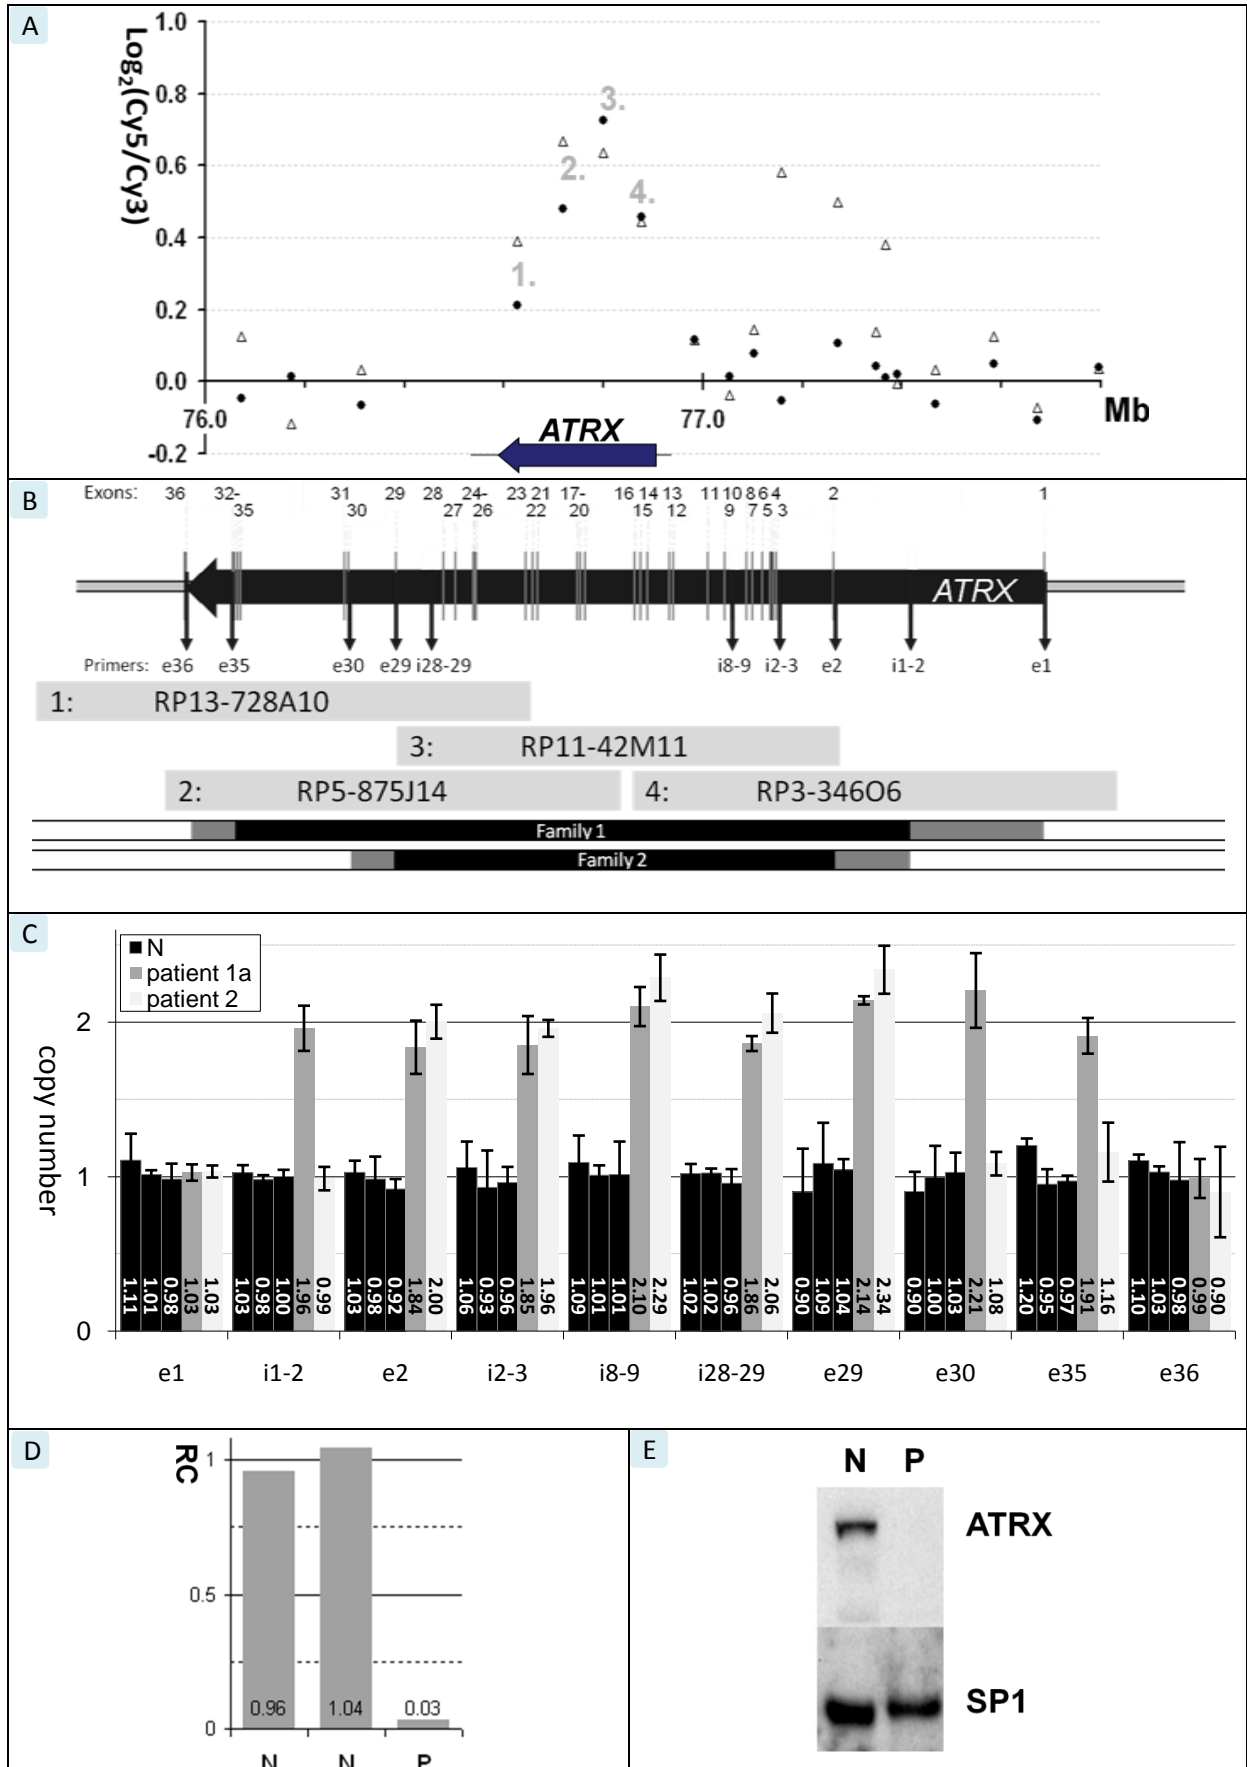 A
Log2(Cy5/Cy3)
1.0
0.8
0.6
0.4
0.2
0.0
-0.2
3.
2.
4.
1.
76.0
77.0
Mb
ATRX
B
Exons: 36 32- 31 29 28 24- 23 21 17- 16 14 13 11 10 8 6 4 2 1
35 30 27 26 22 20 15 12 9 7 5 3
ATRX
Primers: e36 e35 e30 e29 i28-29 i8-9 i2-3 e2 i1-2 e1
1: RP13-728A10
3: RP11-42M11
2: RP5-875J14 4: RP3-346O6
Family 1
Family 2
C
N
patient 1a
patient 2
copy number
2
1
0
1.11 1.01 0.98 1.03 1.03 1.03 0.98 1.00 1.96 0.99 1.03 0.98 0.92 1.84 2.00 1.06 0.93 0.96 1.85 1.96 1.09 1.01 1.01 2.10 2.29 1.02 1.02 0.96 1.86 2.06 0.90 1.09 1.04 2.14 2.34 0.90 1.00 1.03 2.21 1.08 1.20 0.95 0.97 1.91 1.16 1.10 1.03 0.98 0.99 0.90
e1 i1-2 e2 i2-3 i8-9 i28-29 e29 e30 e35 e36
D
RC
1
0.5
0
0.96 1.04 0.03
N N P
E
N P
ATRX
SP1